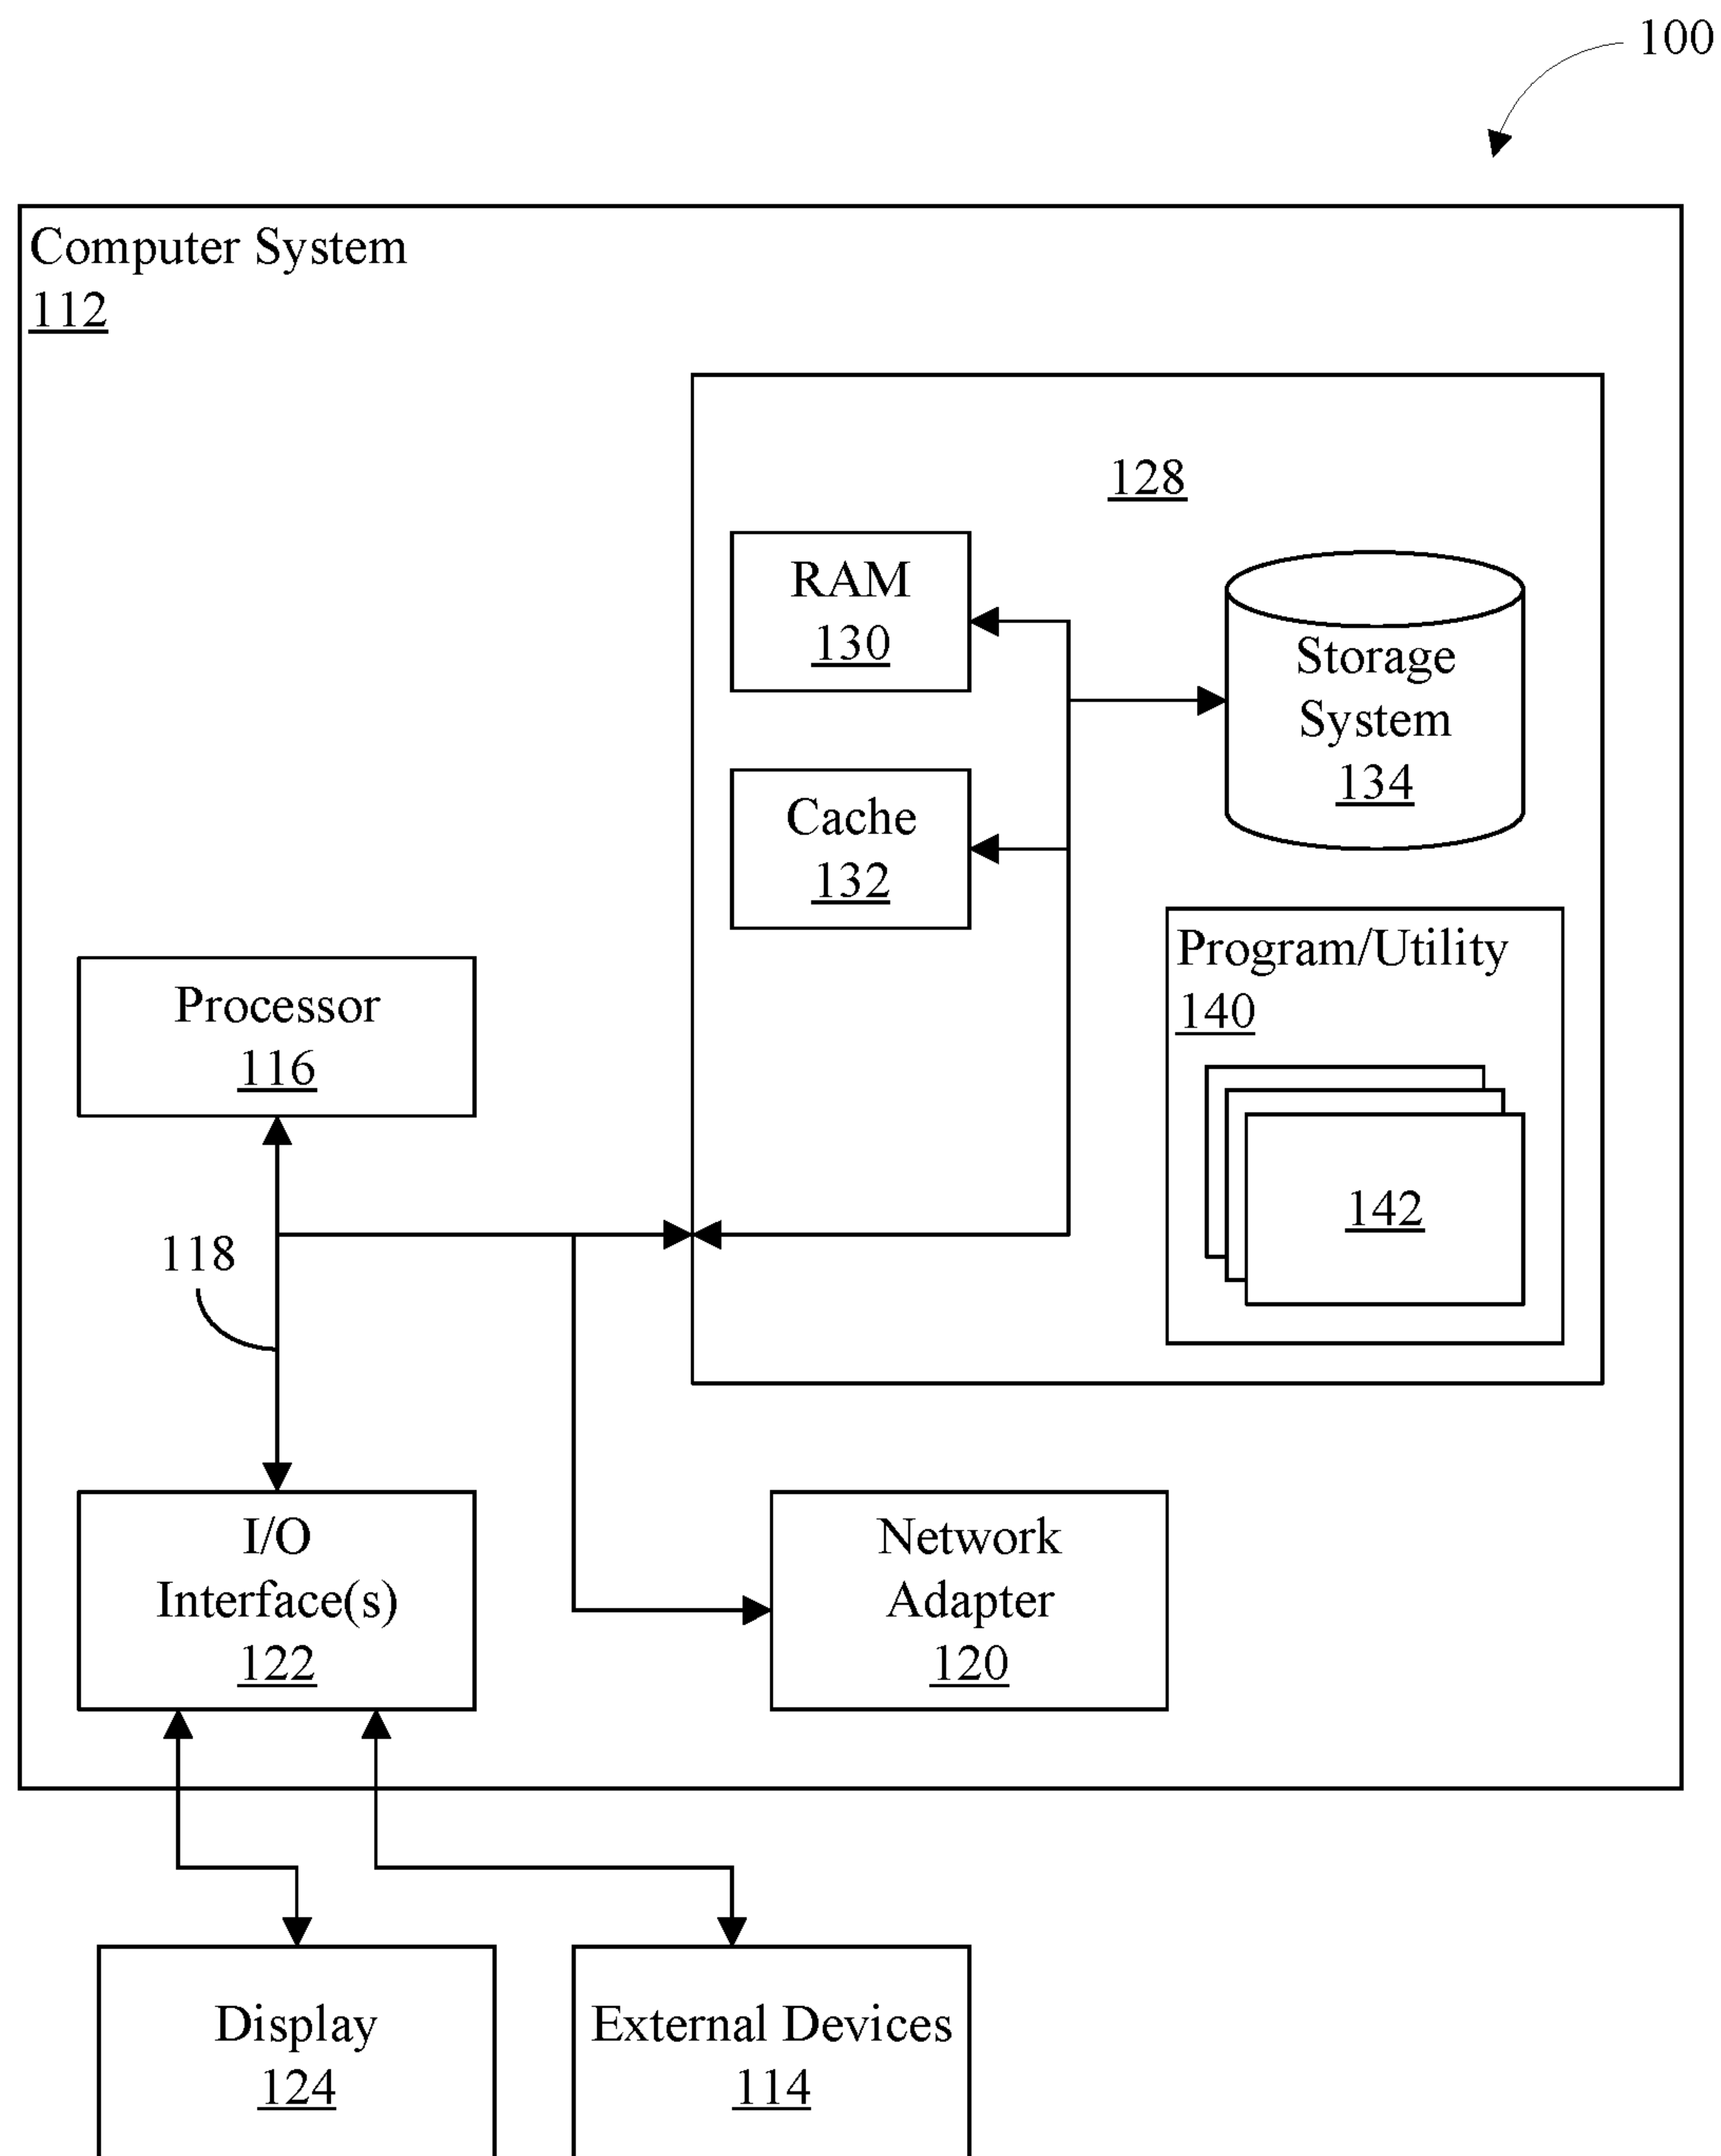 100
Computer System
112
128
RAM
130
Storage
System
134
Cache
132
Program/Utility
140
Processor
116
142
118
I/O
Interface(s)
122
Network
Adapter
120
Display
124
External Devices
114